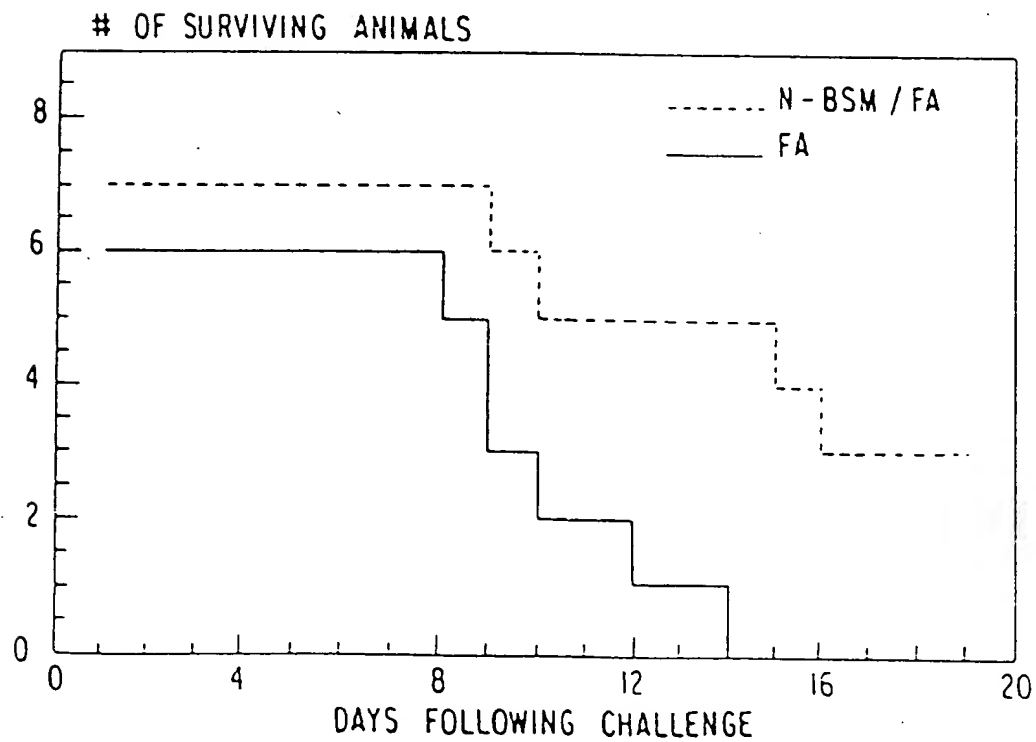 # OF SURVIVING ANIMALS
N-BSM / FA
FA
8
6
4
2
0
0 4 8 12 16 20
DAYS FOLLOWING CHALLENGE